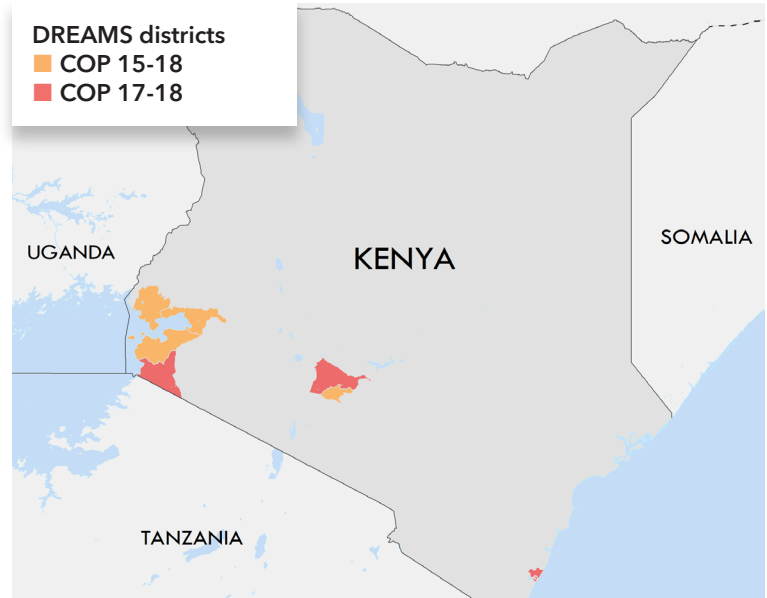 DREAMS districts
COP 15-18
COP 17-18
UGANDA
KENYA
SOMALIA
TANZANIA